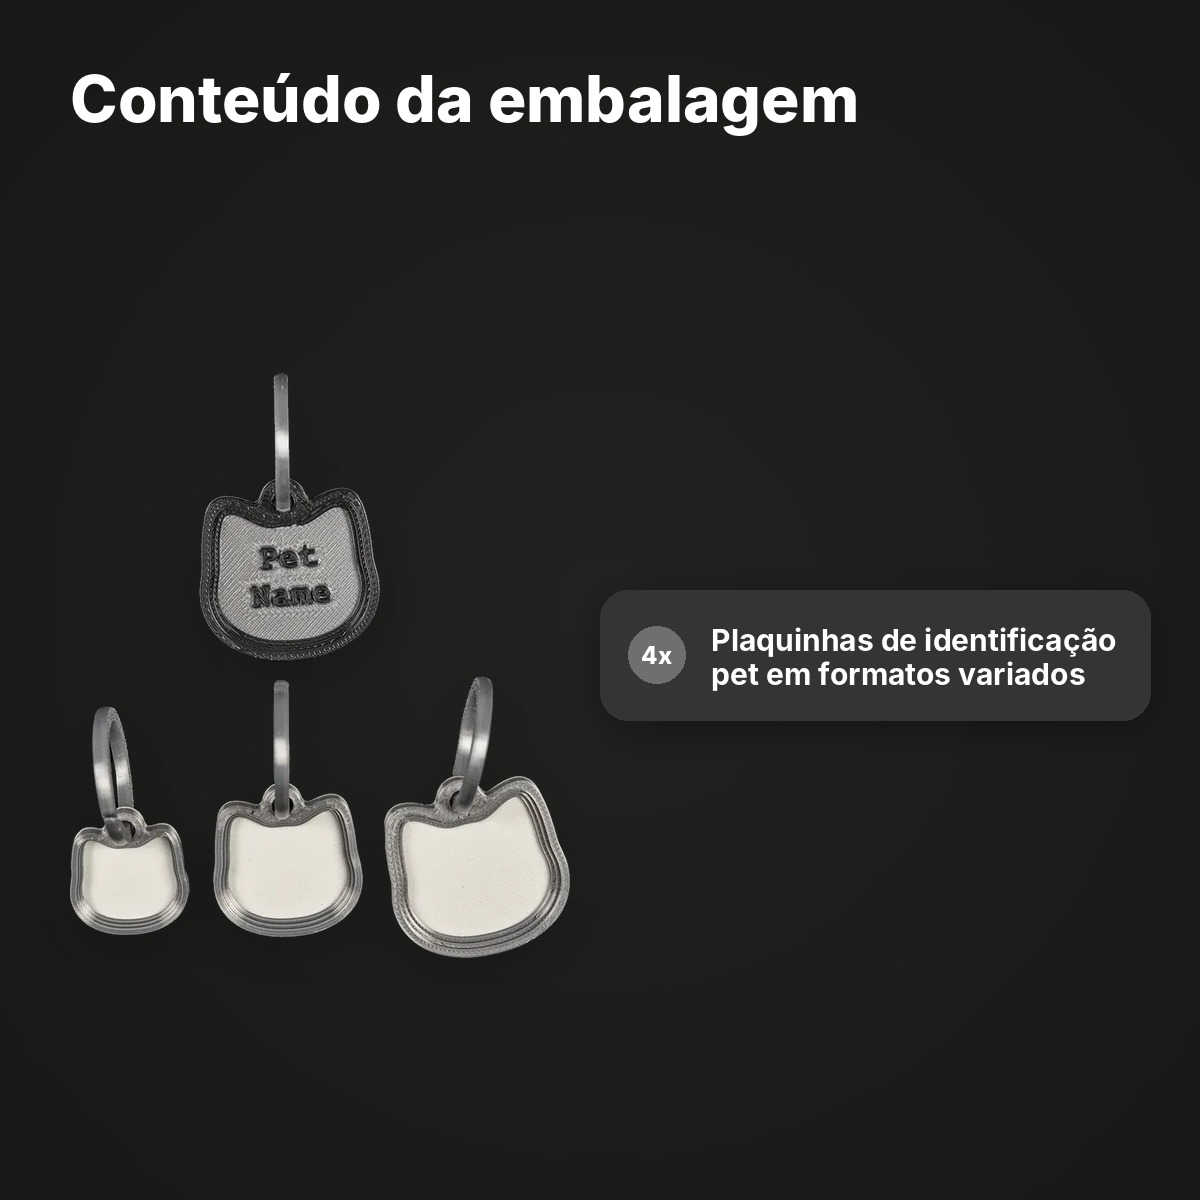 Conteúdo da embalagem
Pet
Name
4x
Plaquinhas de identificação
pet em formatos variados